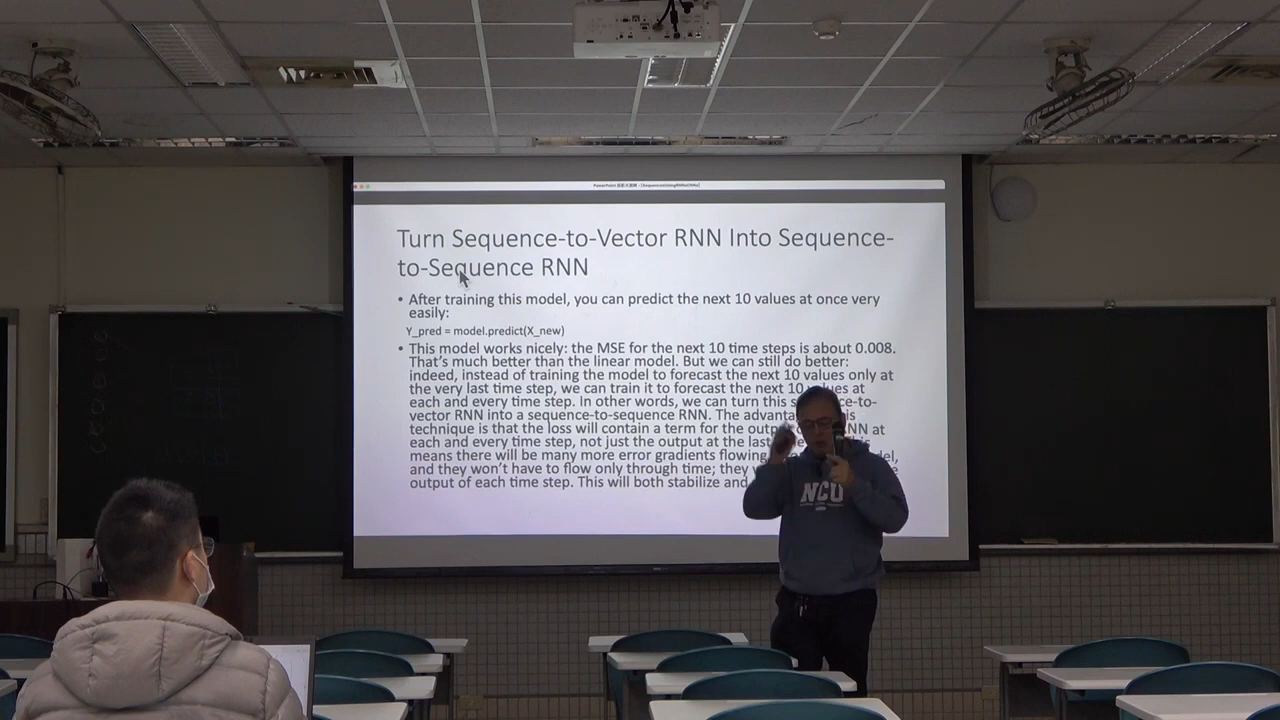 Turn Sequence-to-Vector RNN Into Sequence-
to-Sequence RNN
• After training this model, you can predict the next 10 values at once very
easily:
Y_pred = model.predict(X_new)
• This model works nicely: the MSE for the next 10 time steps is about 0.008.
That's much better than the linear model. But we can still do better:
indeed, instead of training the model to forecast the next 10 values only at
the very last time step, we can train it to forecast the next 10 values at
each and every time step. In other words, we can turn this
vector RNN into a sequence-to-sequence RNN. The
technique is that the loss will contain a term for the RNN at
each and every time step, not just the output at the last
means there will be many more error gradients flowing
and they won't have to flow only through time; they
output of each time step. This will both stabilize and
NCU